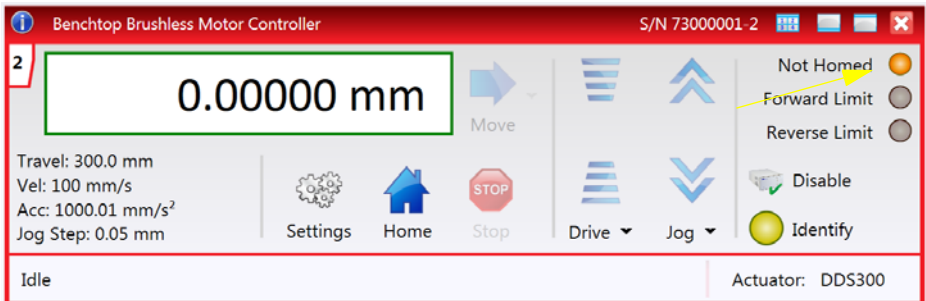 Benchtop Brushless Motor Controller S/N 73000001-2
2
0.00000 mm
Move
Not Homed
Forward Limit
Reverse Limit
Travel: 300.0 mm
Vel: 100 mm/s
Acc: 1000.01 mm/s²
Jog Step: 0.05 mm
Settings
Home
STOP
Stop
Drive
Jog
Disable
Identify
Idle
Actuator: DDS300